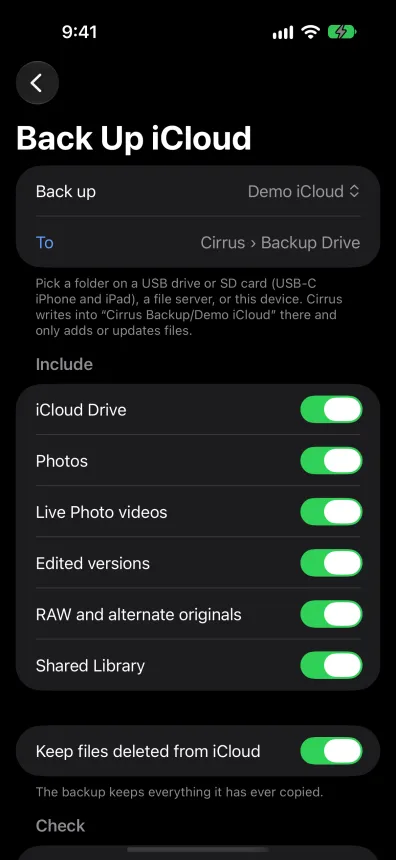 9:41
Back Up iCloud
Back up
Demo iCloud
To
Cirrus › Backup Drive
Pick a folder on a USB drive or SD card (USB-C
iPhone and iPad), a file server, or this device. Cirrus
writes into “Cirrus Backup/Demo iCloud” there and
only adds or updates files.
Include
iCloud Drive
Photos
Live Photo videos
Edited versions
RAW and alternate originals
Shared Library
Keep files deleted from iCloud
The backup keeps everything it has ever copied.
Check